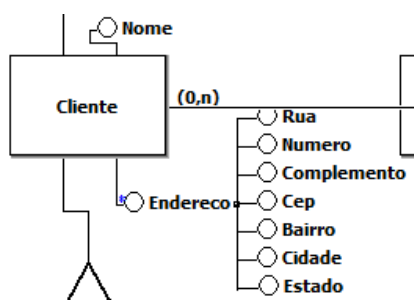 Nome
Cliente
(0,n)
Rua
Numero
Complemento
Endereco
Cep
Bairro
Cidade
Estado